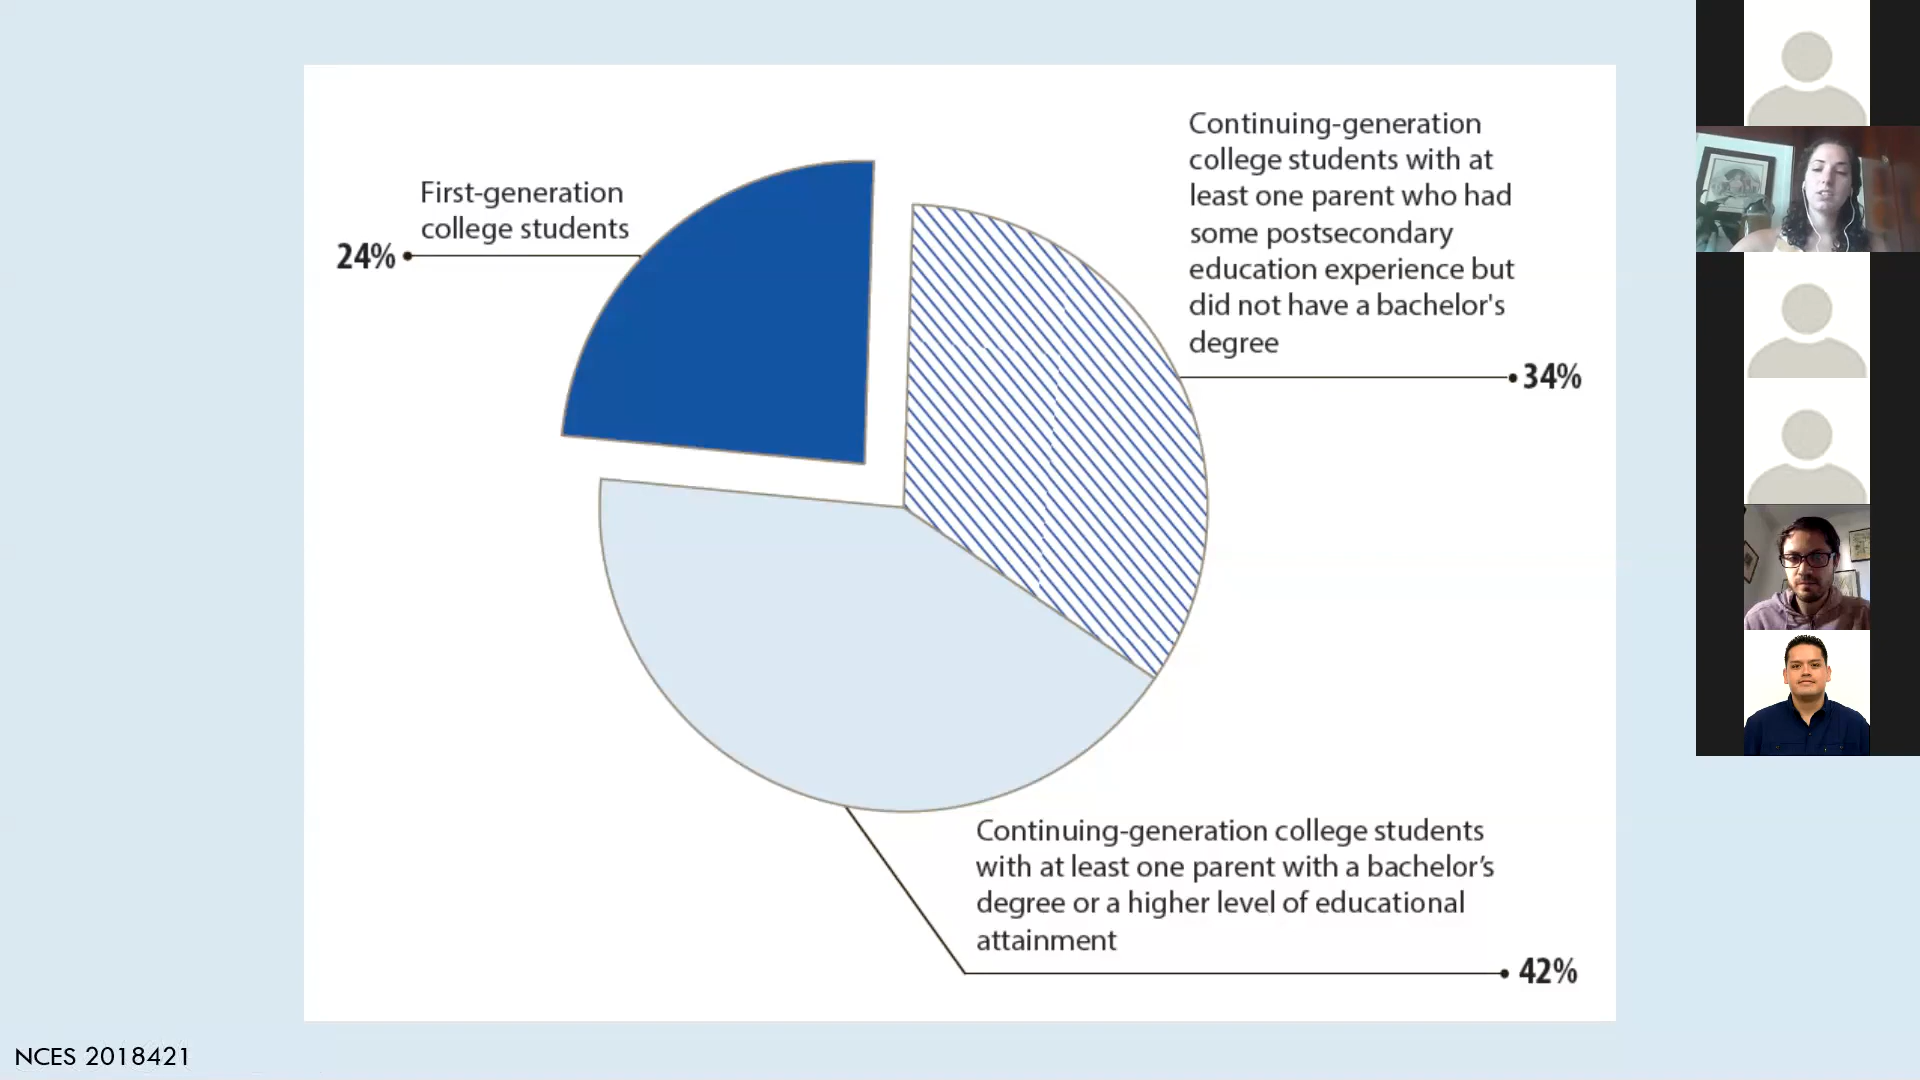 First-generation
college students
24%
Continuing-generation
college students with at
least one parent who had
some postsecondary
education experience but
did not have a bachelor's
degree
34%
Continuing-generation college students
with at least one parent with a bachelor’s
degree or a higher level of educational
attainment
42%
NCES 2018421